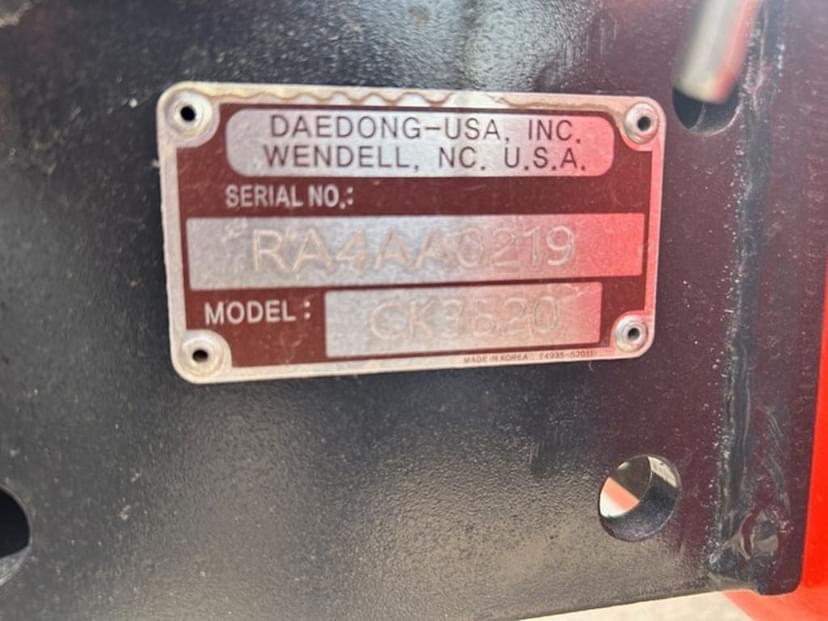 DAEDONG-USA, INC.
WENDELL, NC. U.S.A.
SERIAL NO.:
RA4AA0219
MODEL:
CK3520
MADE IN KOREA